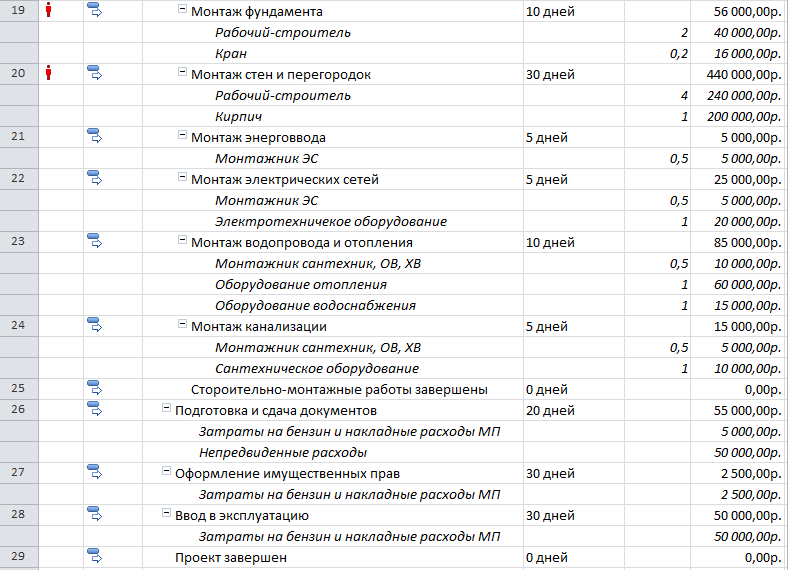 19 Монтаж фундамента 10 дней 56 000,00р.
Рабочий-строитель 2 40 000,00р.
Кран 0,2 16 000,00р.
20 Монтаж стен и перегородок 30 дней 440 000,00р.
Рабочий-строитель 4 240 000,00р.
Кирпич 1 200 000,00р.
21 Монтаж энерговвода 5 дней 5 000,00р.
Монтажник ЭС 0,5 5 000,00р.
22 Монтаж электрических сетей 5 дней 25 000,00р.
Монтажник ЭС 0,5 5 000,00р.
Электротехничекое оборудование 1 20 000,00р.
23 Монтаж водопровода и отопления 10 дней 85 000,00р.
Монтажник сантехник, ОВ, ХВ 0,5 10 000,00р.
Оборудование отопления 1 60 000,00р.
Оборудование водоснабжения 1 15 000,00р.
24 Монтаж канализации 5 дней 15 000,00р.
Монтажник сантехник, ОВ, ХВ 0,5 5 000,00р.
Сантехническое оборудование 1 10 000,00р.
25 Стороительно-монтажные работы завершены 0 дней 0,00р.
26 Подготовка и сдача документов 20 дней 55 000,00р.
Затраты на бензин и накладные расходы МП 5 000,00р.
Непредвиденные расходы 50 000,00р.
27 Оформление имущественных прав 30 дней 2 500,00р.
Затраты на бензин и накладные расходы МП 2 500,00р.
28 Ввод в эксплуатацию 30 дней 50 000,00р.
Затраты на бензин и накладные расходы МП 50 000,00р.
29 Проект завершен 0 дней 0,00р.